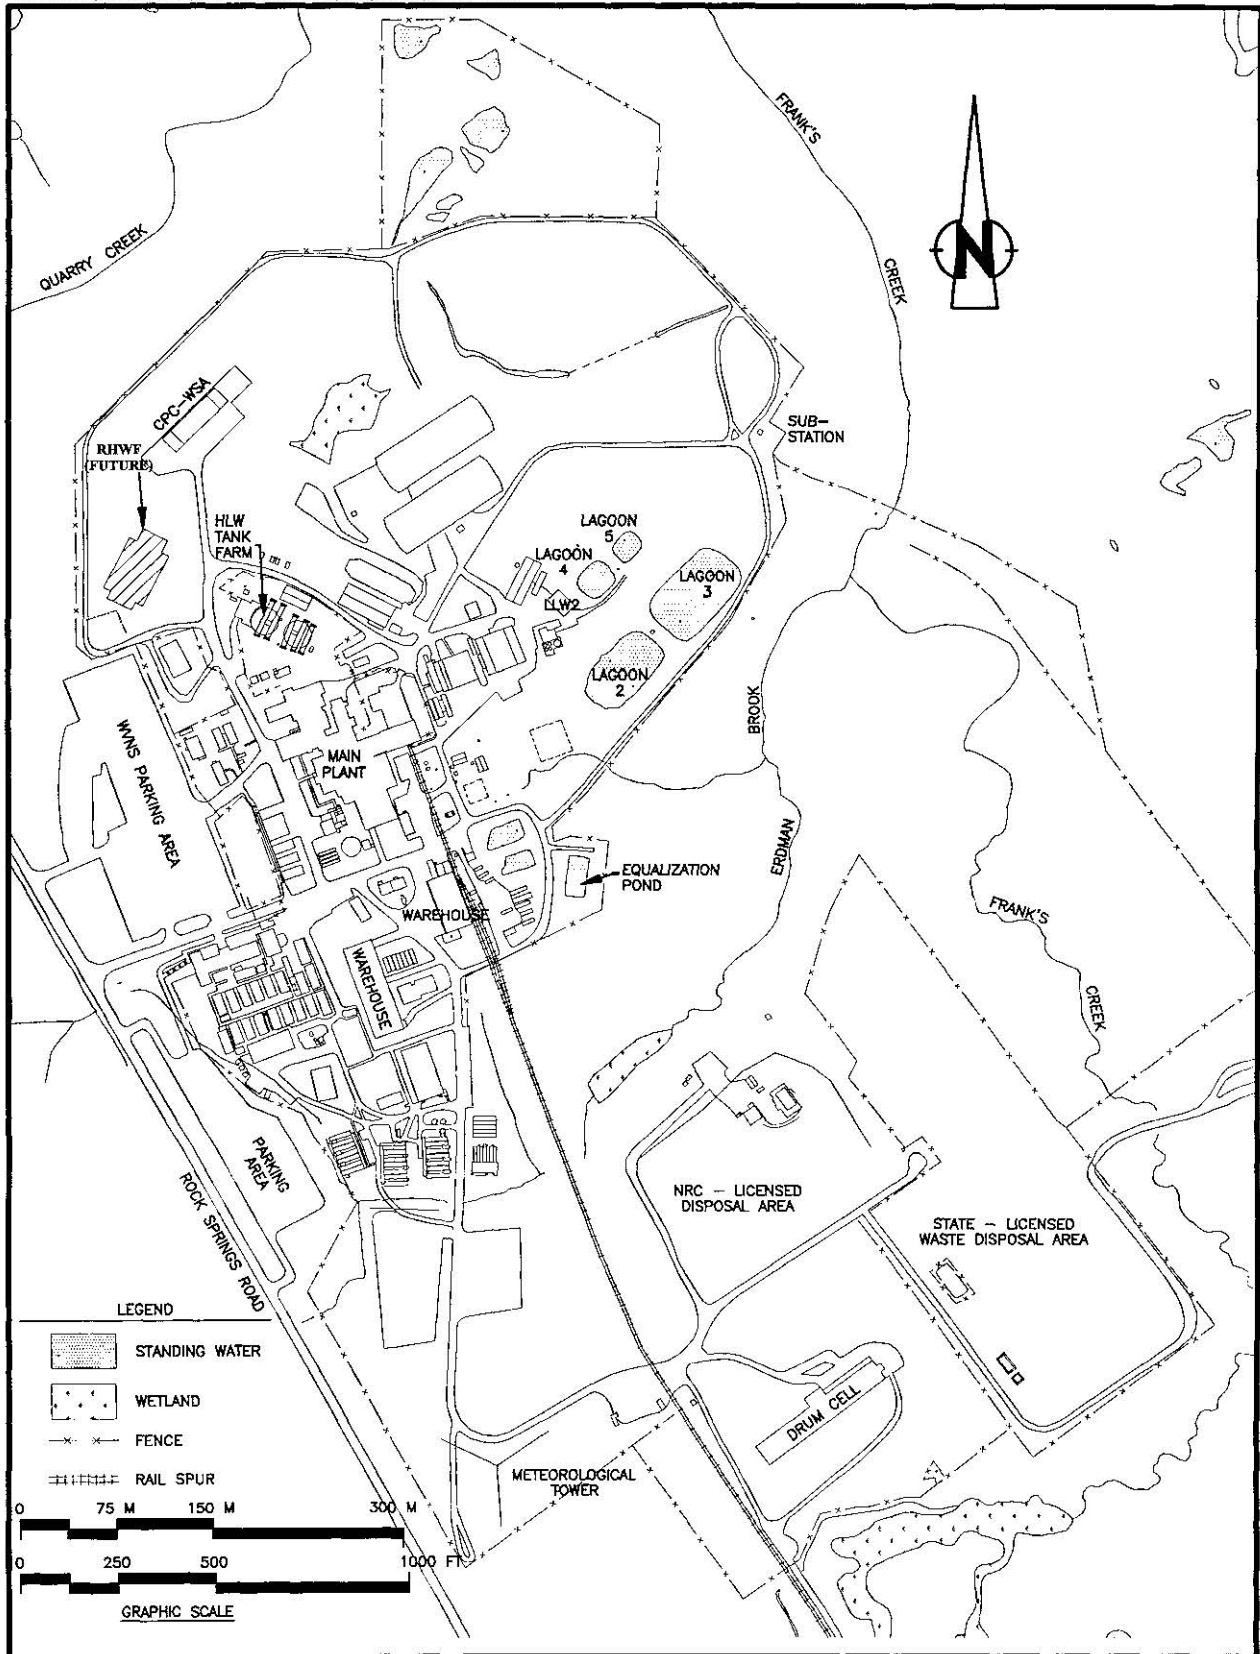 FRANK'S
CREEK
N
QUARRY CREEK
CPC-WSA
RHWF
(FUTURE)
SUB-
STATION
HLW
TANK
FARM
LAGOON
5
LAGOON
4
LAGOON
3
LLW2
LAGOON
2
BROOK
WVNS PARKING AREA
MAIN
PLANT
ERDMAN
EQUALIZATION
POND
WAREHOUSE
FRANK'S
WAREHOUSE
CREEK
PARKING
AREA
NRC - LICENSED
DISPOSAL AREA
ROCK SPRINGS ROAD
STATE - LICENSED
WASTE DISPOSAL AREA
LEGEND
STANDING WATER
WETLAND
FENCE
RAIL SPUR
DRUM CELL
METEOROLOGICAL
TOWER
0 75 M 150 M 300 M
0 250 500 1000 FT
GRAPHIC SCALE